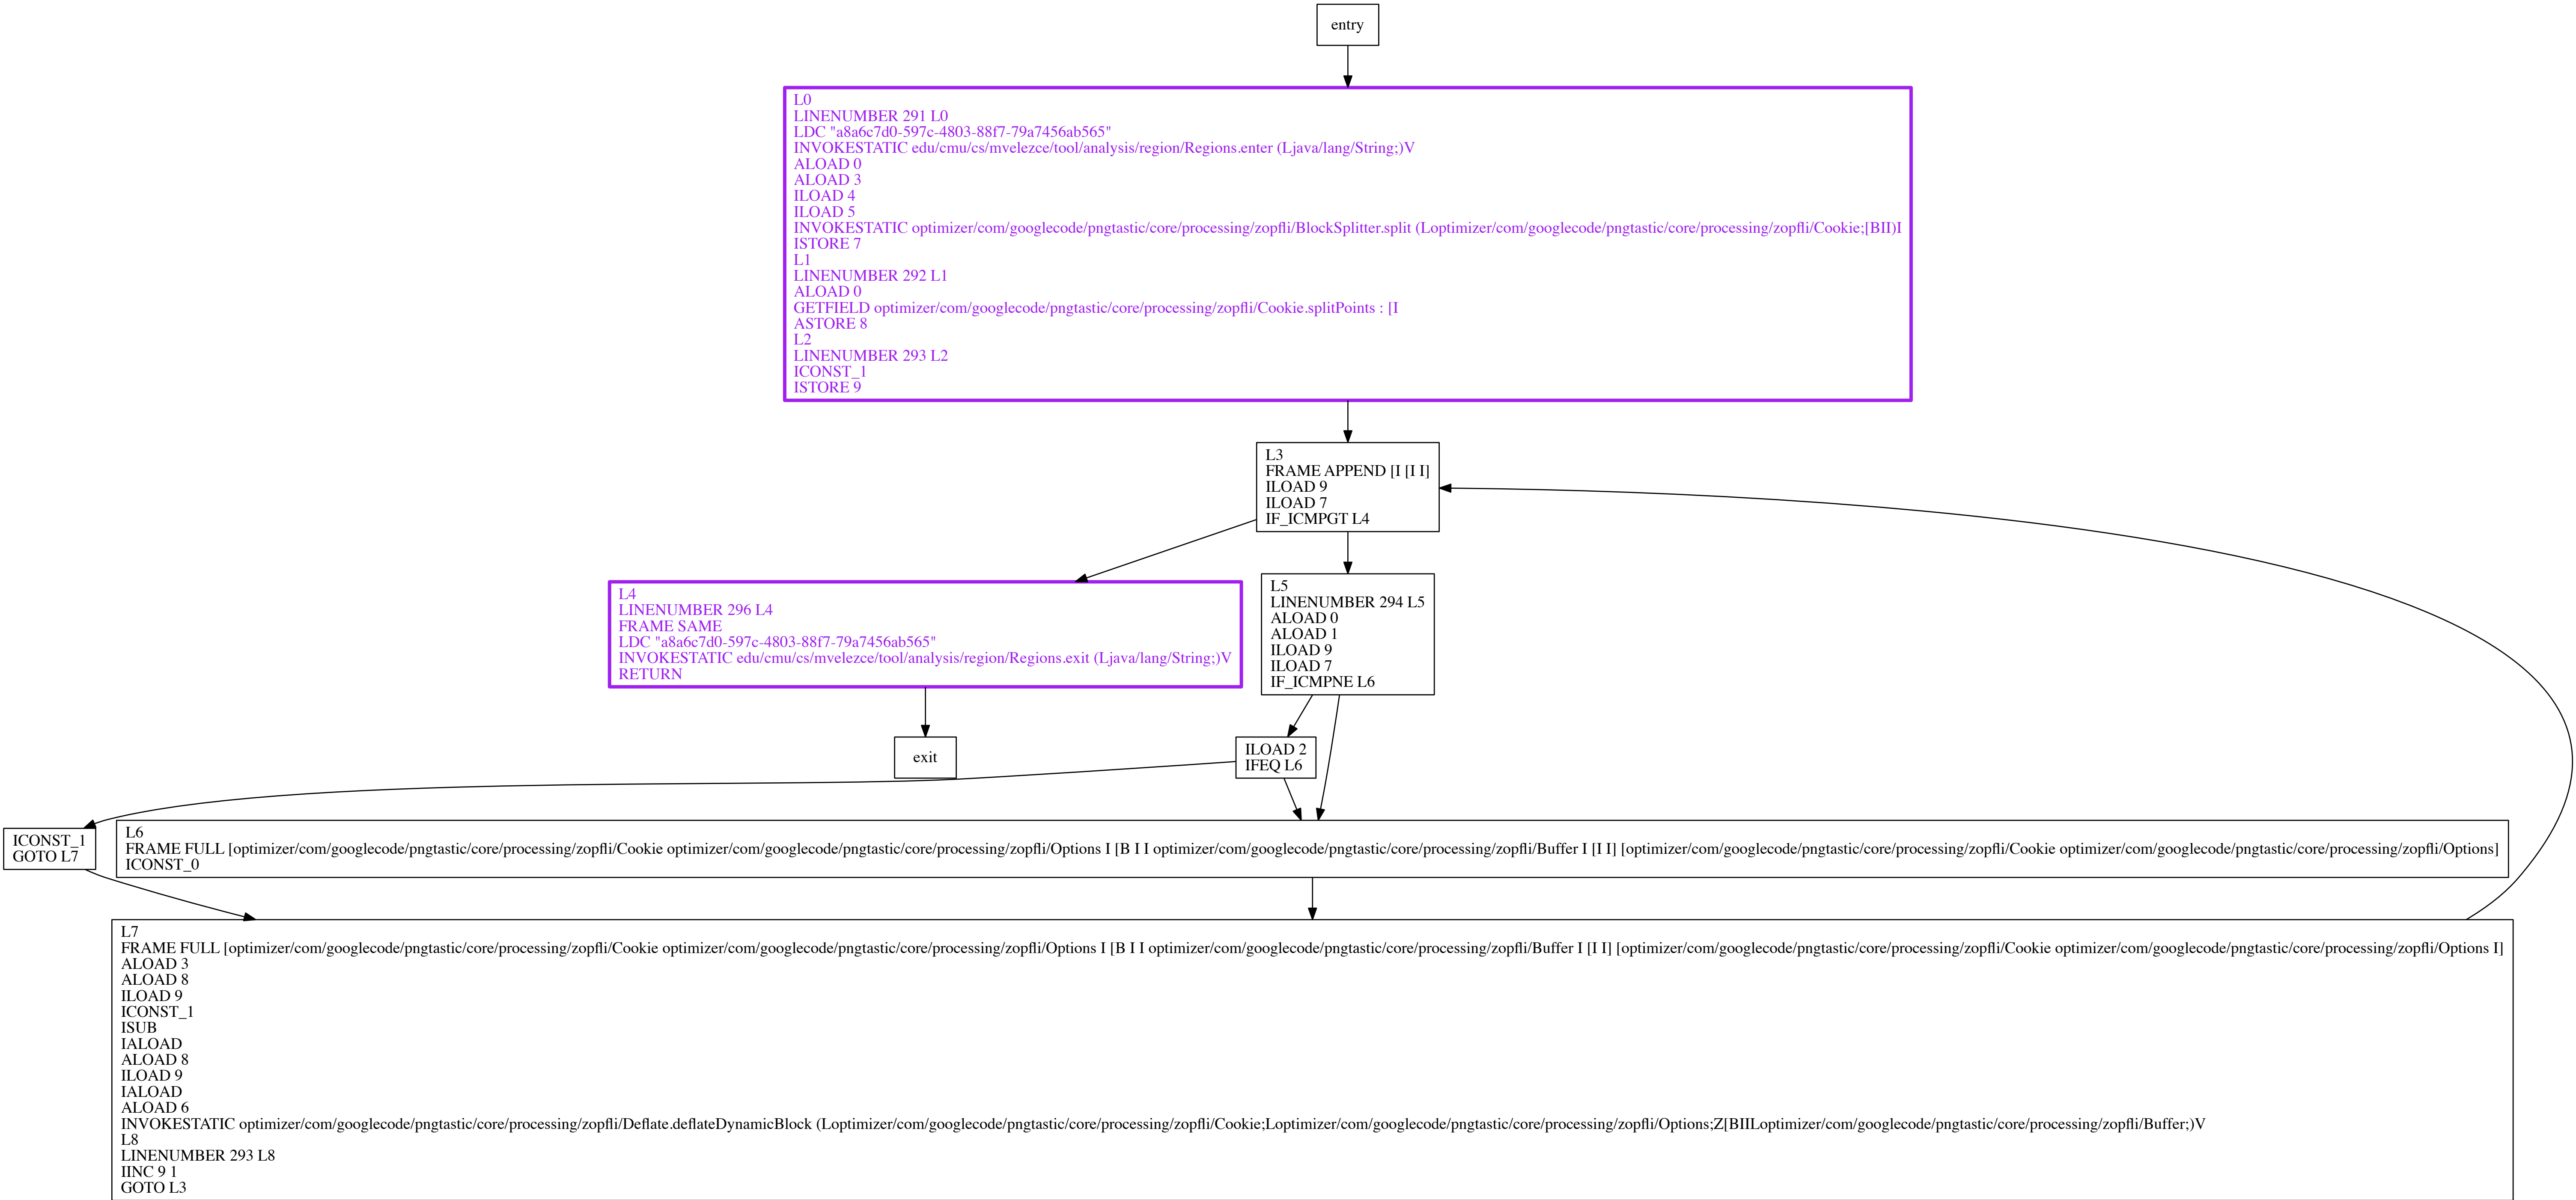 entry
L0
LINENUMBER 291 L0
LDC "a8a6c7d0-597c-4803-88f7-79a7456ab565"
INVOKESTATIC edu/cmu/cs/mvelezce/tool/analysis/region/Regions.enter (Ljava/lang/String;)V
ALOAD 0
ALOAD 3
ILOAD 4
ILOAD 5
INVOKESTATIC optimizer/com/googlecode/pngtastic/core/processing/zopfli/BlockSplitter.split (Loptimizer/com/googlecode/pngtastic/core/processing/zopfli/Cookie;[BII)I
ISTORE 7
L1
LINENUMBER 292 L1
ALOAD 0
GETFIELD optimizer/com/googlecode/pngtastic/core/processing/zopfli/Cookie.splitPoints : [I
ASTORE 8
L2
LINENUMBER 293 L2
ICONST_1
ISTORE 9
L3
FRAME APPEND [I [I I]
ILOAD 9
ILOAD 7
IF_ICMPGT L4
L4
LINENUMBER 296 L4
FRAME SAME
LDC "a8a6c7d0-597c-4803-88f7-79a7456ab565"
INVOKESTATIC edu/cmu/cs/mvelezce/tool/analysis/region/Regions.exit (Ljava/lang/String;)V
RETURN
L5
LINENUMBER 294 L5
ALOAD 0
ALOAD 1
ILOAD 9
ILOAD 7
IF_ICMPNE L6
exit
ILOAD 2
IFEQ L6
ICONST_1
GOTO L7
L6
FRAME FULL [optimizer/com/googlecode/pngtastic/core/processing/zopfli/Cookie optimizer/com/googlecode/pngtastic/core/processing/zopfli/Options I [B I I optimizer/com/googlecode/pngtastic/core/processing/zopfli/Buffer I [I I] [optimizer/com/googlecode/pngtastic/core/processing/zopfli/Cookie optimizer/com/googlecode/pngtastic/core/processing/zopfli/Options]
ICONST_0
L7
FRAME FULL [optimizer/com/googlecode/pngtastic/core/processing/zopfli/Cookie optimizer/com/googlecode/pngtastic/core/processing/zopfli/Options I [B I I optimizer/com/googlecode/pngtastic/core/processing/zopfli/Buffer I [I I] [optimizer/com/googlecode/pngtastic/core/processing/zopfli/Cookie optimizer/com/googlecode/pngtastic/core/processing/zopfli/Options I]
ALOAD 3
ALOAD 8
ILOAD 9
ICONST_1
ISUB
IALOAD
ALOAD 8
ILOAD 9
IALOAD
ALOAD 6
INVOKESTATIC optimizer/com/googlecode/pngtastic/core/processing/zopfli/Deflate.deflateDynamicBlock (Loptimizer/com/googlecode/pngtastic/core/processing/zopfli/Cookie;Loptimizer/com/googlecode/pngtastic/core/processing/zopfli/Options;Z[BIILoptimizer/com/googlecode/pngtastic/core/processing/zopfli/Buffer;)V
L8
LINENUMBER 293 L8
IINC 9 1
GOTO L3